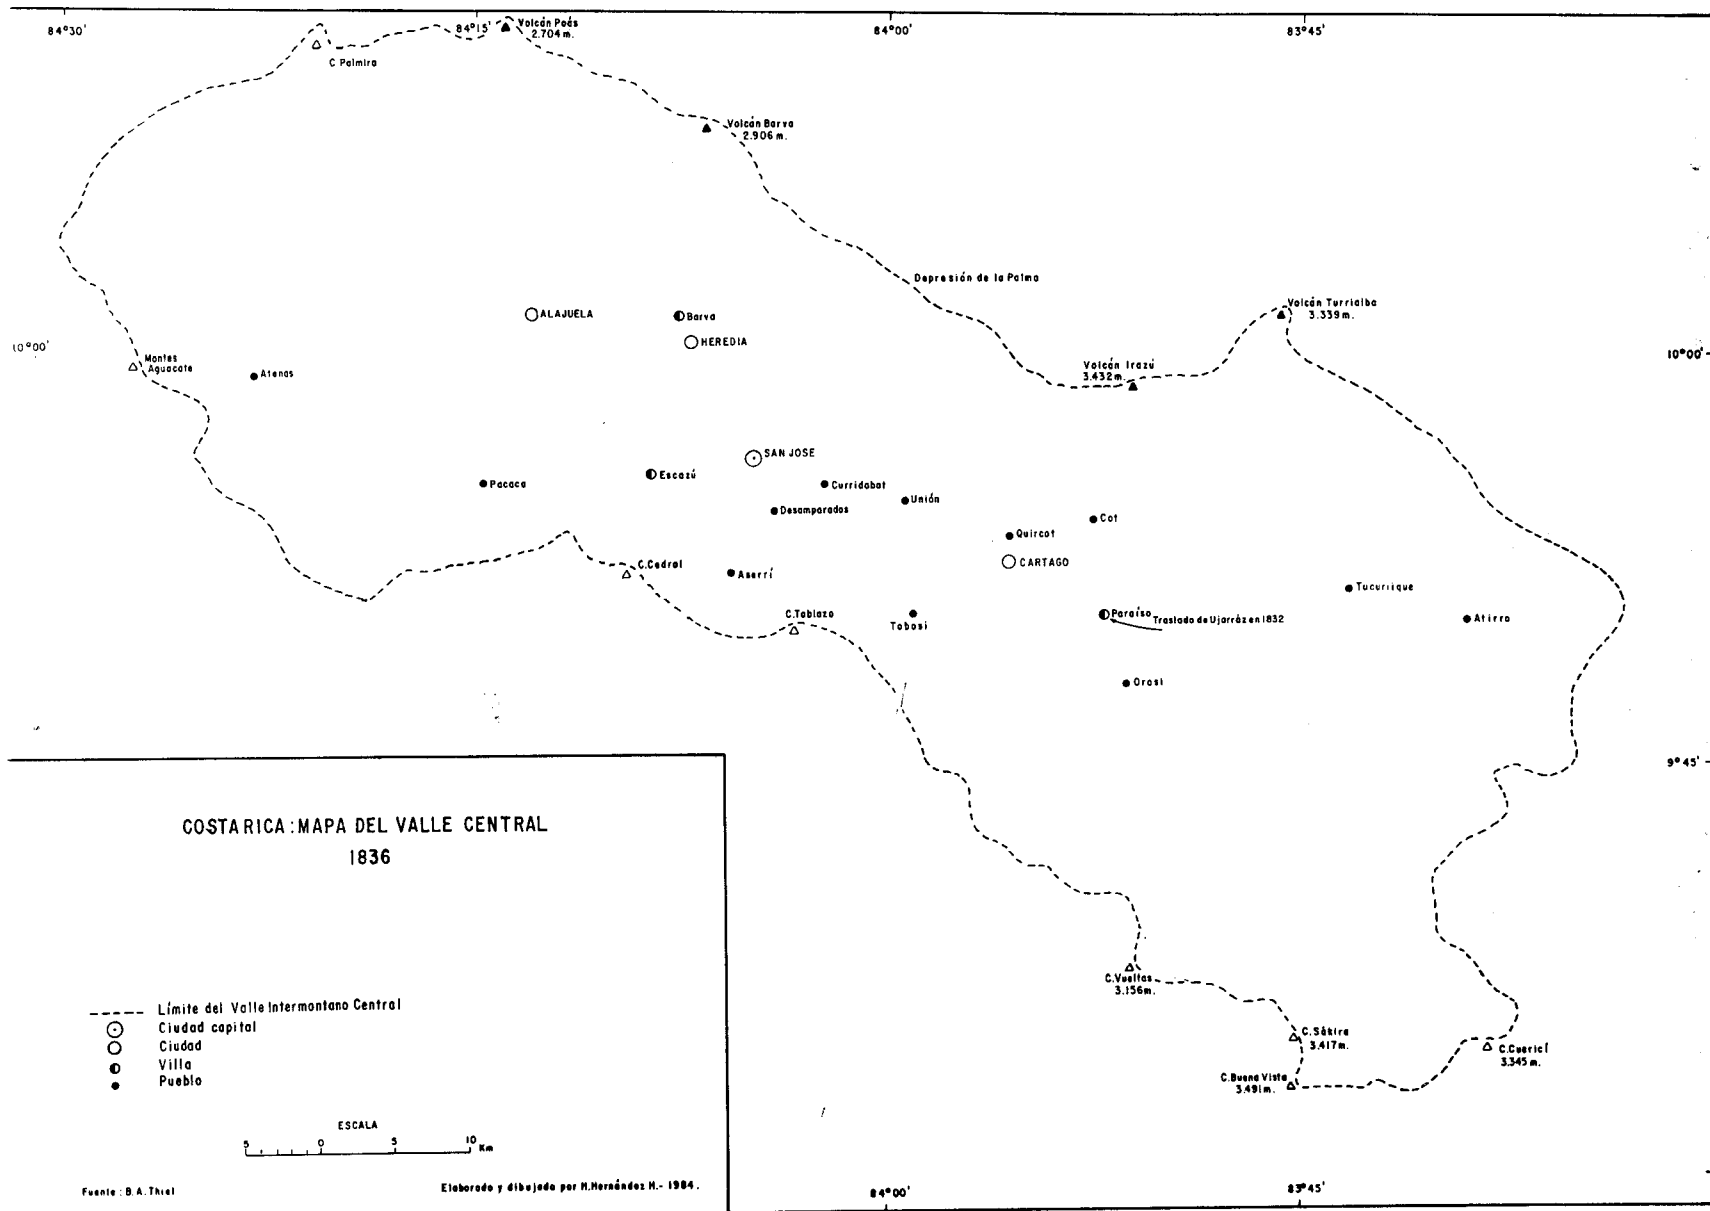 84°30'
84°15'
84°00'
83°45'
Volcán Poás
2.704 m.
C. Palmira
Volcán Barva
2.906 m.
Depresión de la Palma
Volcán Turrialba
3.339 m.
ALAJUELA
Barva
HEREDIA
10°00'
10°00'
Montes
Aguacate
Atenas
Volcán Irazú
3.432 m.
SAN JOSE
Escazú
Pacaca
Curridabat
Unión
Desamparados
Cot
Quircot
CARTAGO
C. Cedral
Aserrí
Tucurrique
C. Tablazo
Tobosi
Paraíso
Traslado de Ujarráz en 1832
Atirro
Orosi
9°45'
COSTA RICA : MAPA DEL VALLE CENTRAL
1836
C. Vueltas
3.156 m.
Límite del Valle Intermontano Central
Ciudad capital
Ciudad
Villa
Pueblo
C. Sákira
3.417 m.
C. Cuericí
3.345 m.
C. Buena Vista
3.491 m.
ESCALA
5 0 5 10 Km
Fuente : B. A. Thiel
Elaborado y dibujado por M. Hernández H.- 1984.
84°00'
83°45'